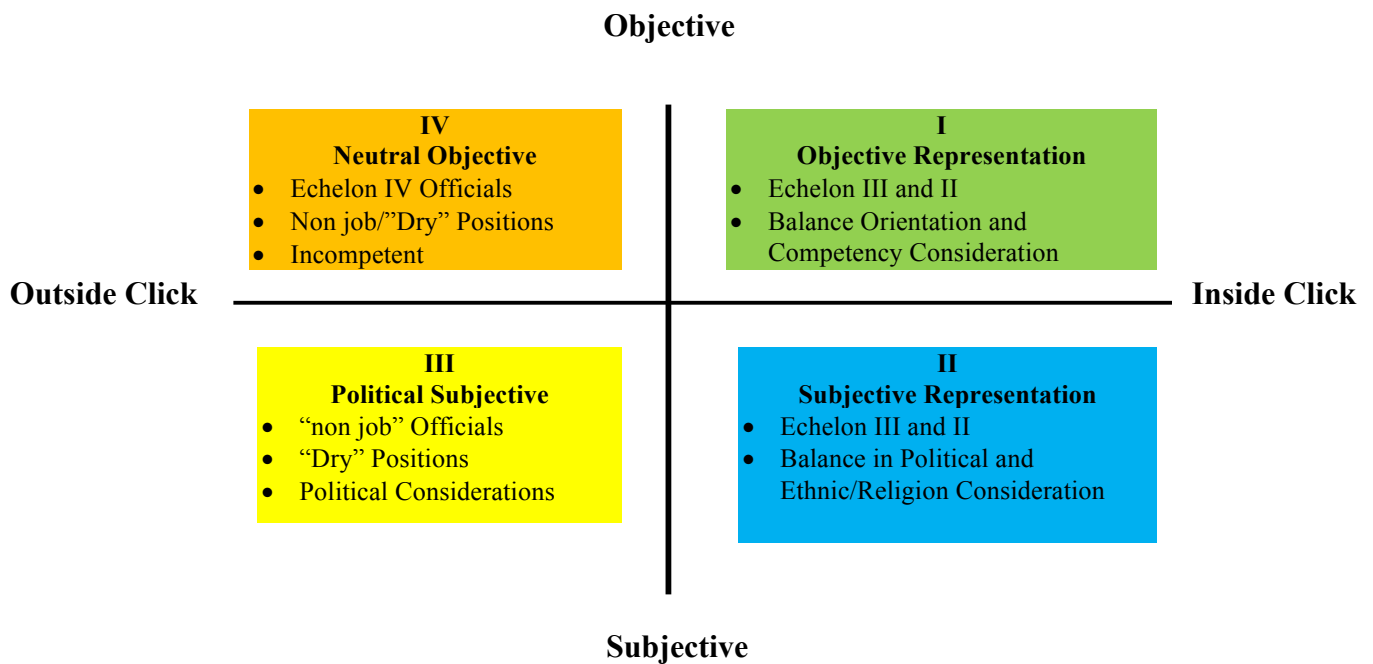 Objective
IV
Neutral Objective
• Echelon IV Officials
• Non job/”Dry” Positions
• Incompetent
I
Objective Representation
• Echelon III and II
• Balance Orientation and
Competency Consideration
Outside Click
Inside Click
III
Political Subjective
• “non job” Officials
• “Dry” Positions
• Political Considerations
II
Subjective Representation
• Echelon III and II
• Balance in Political and
Ethnic/Religion Consideration
Subjective